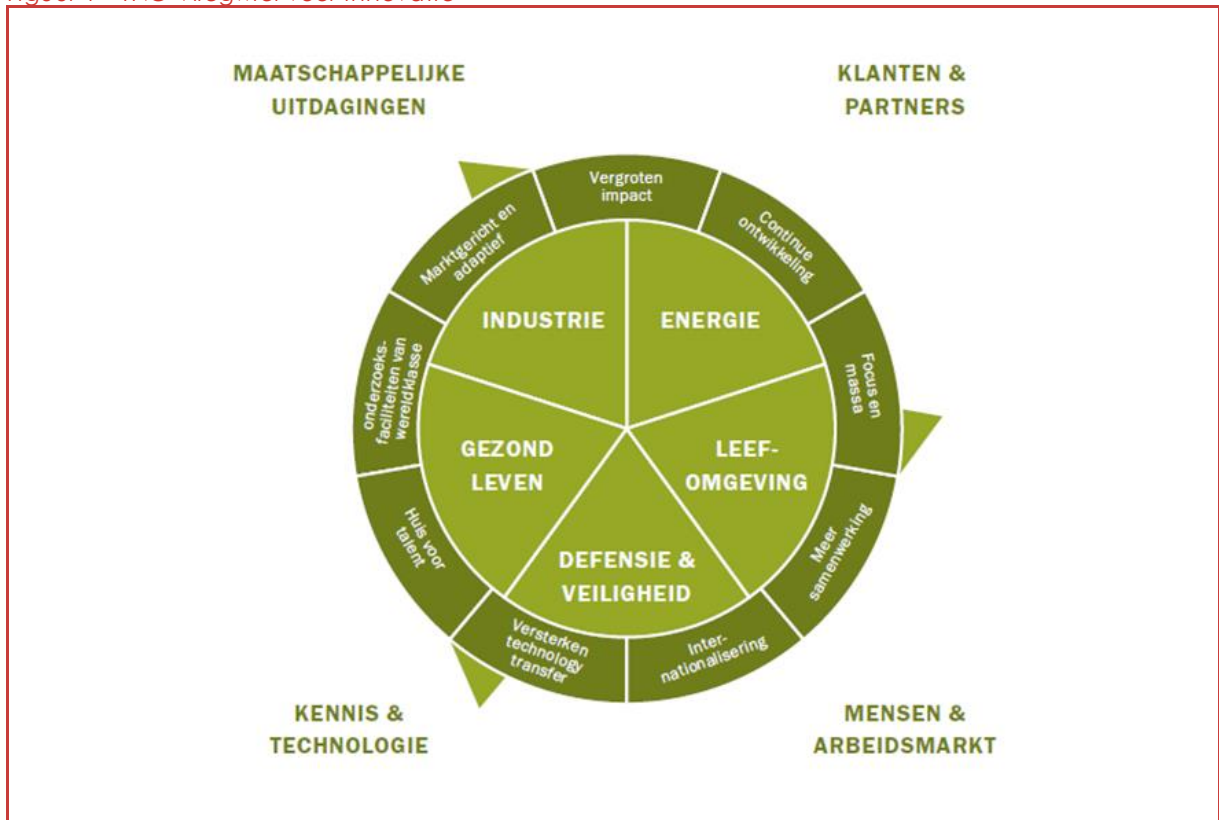 MAATSCHAPPELIJKE
UITDAGINGEN
KLANTEN &
PARTNERS
Vergroten
impact
Continue
ontwikkeling
Focus en
massa
Meer
samenwerking
Inter-
nationalisering
Versterken
technology
transfer
Huis voor
talent
onderzoeks-
faciliteiten van
wereldklasse
Marktgericht en
adaptief
INDUSTRIE
ENERGIE
LEEF-
OMGEVING
DEFENSIE &
VEILIGHEID
GEZOND
LEVEN
KENNIS &
TECHNOLOGIE
MENSEN &
ARBEIDSMARKT